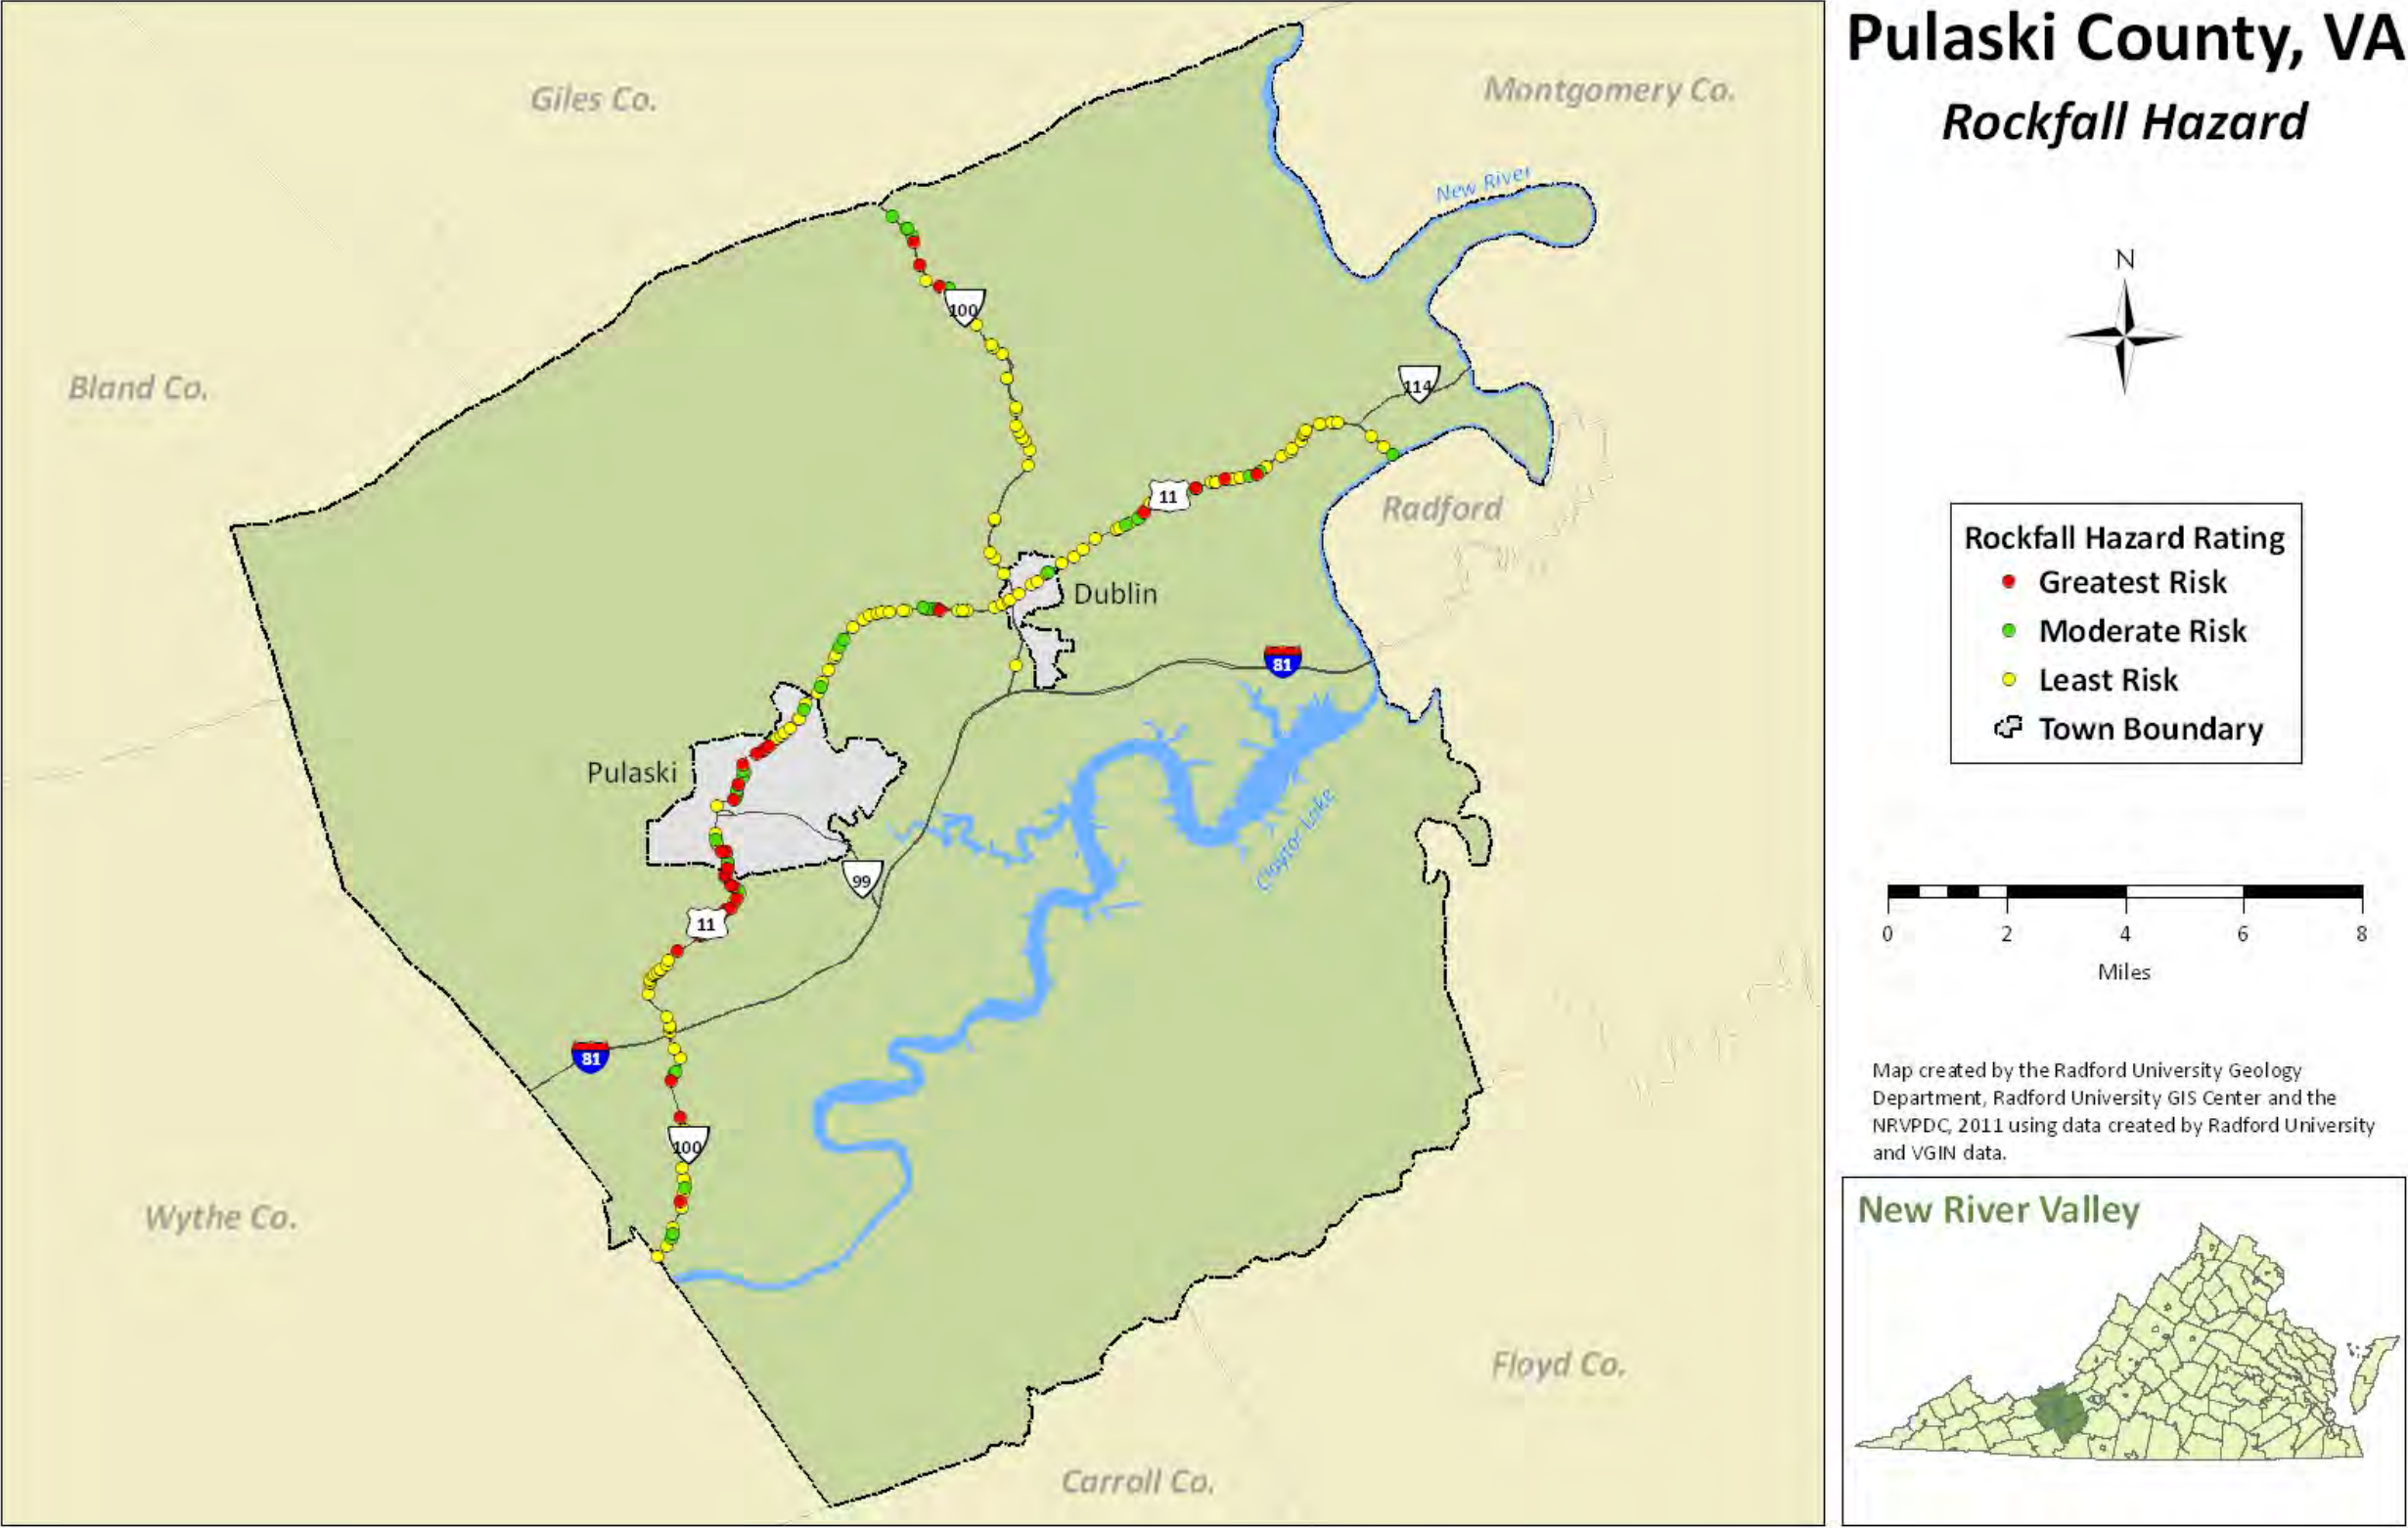 Pulaski County, VA
Rockfall Hazard
Giles Co.
Montgomery Co.
New River
N
Bland Co.
100
114
11
Radford
Rockfall Hazard Rating
Greatest Risk
Moderate Risk
Least Risk
Town Boundary
Dublin
81
Pulaski
Claytor Lake
99
11
0 2 4 6 8
Miles
81
100
Map created by the Radford University Geology
Department, Radford University GIS Center and the
NRVPDC, 2011 using data created by Radford University
and VGIN data.
Wythe Co.
New River Valley
Floyd Co.
Carroll Co.